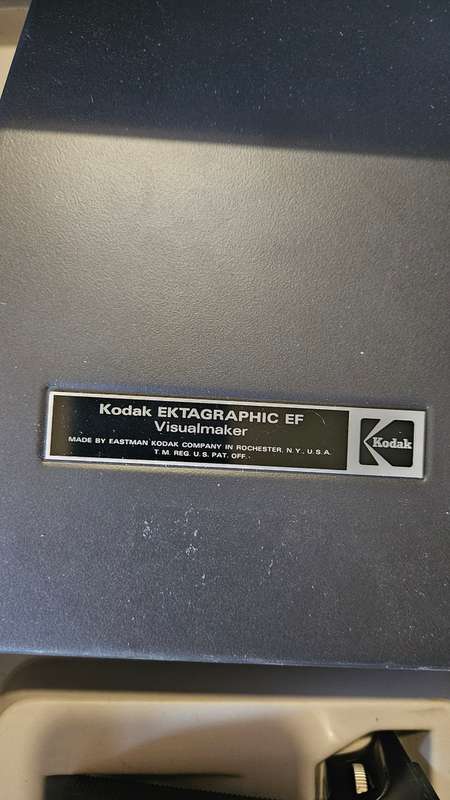 Kodak EKTAGRAPHIC EF
Visualmaker
MADE BY EASTMAN KODAK COMPANY IN ROCHESTER, N.Y., U.S.A.
T.M. REG. U.S. PAT. OFF.
Kodak